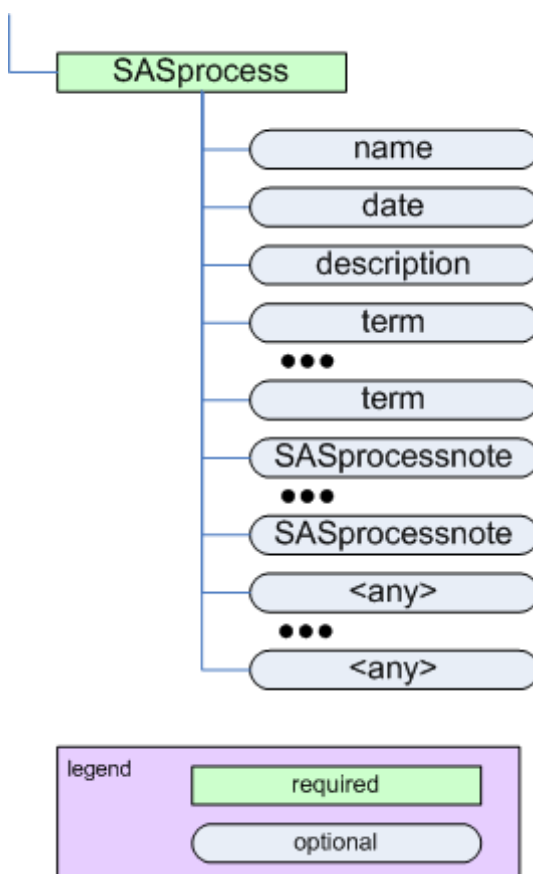 SASprocess
name
date
description
term
•••
term
SASprocessnote
•••
SASprocessnote
<any>
•••
<any>
legend
required
optional